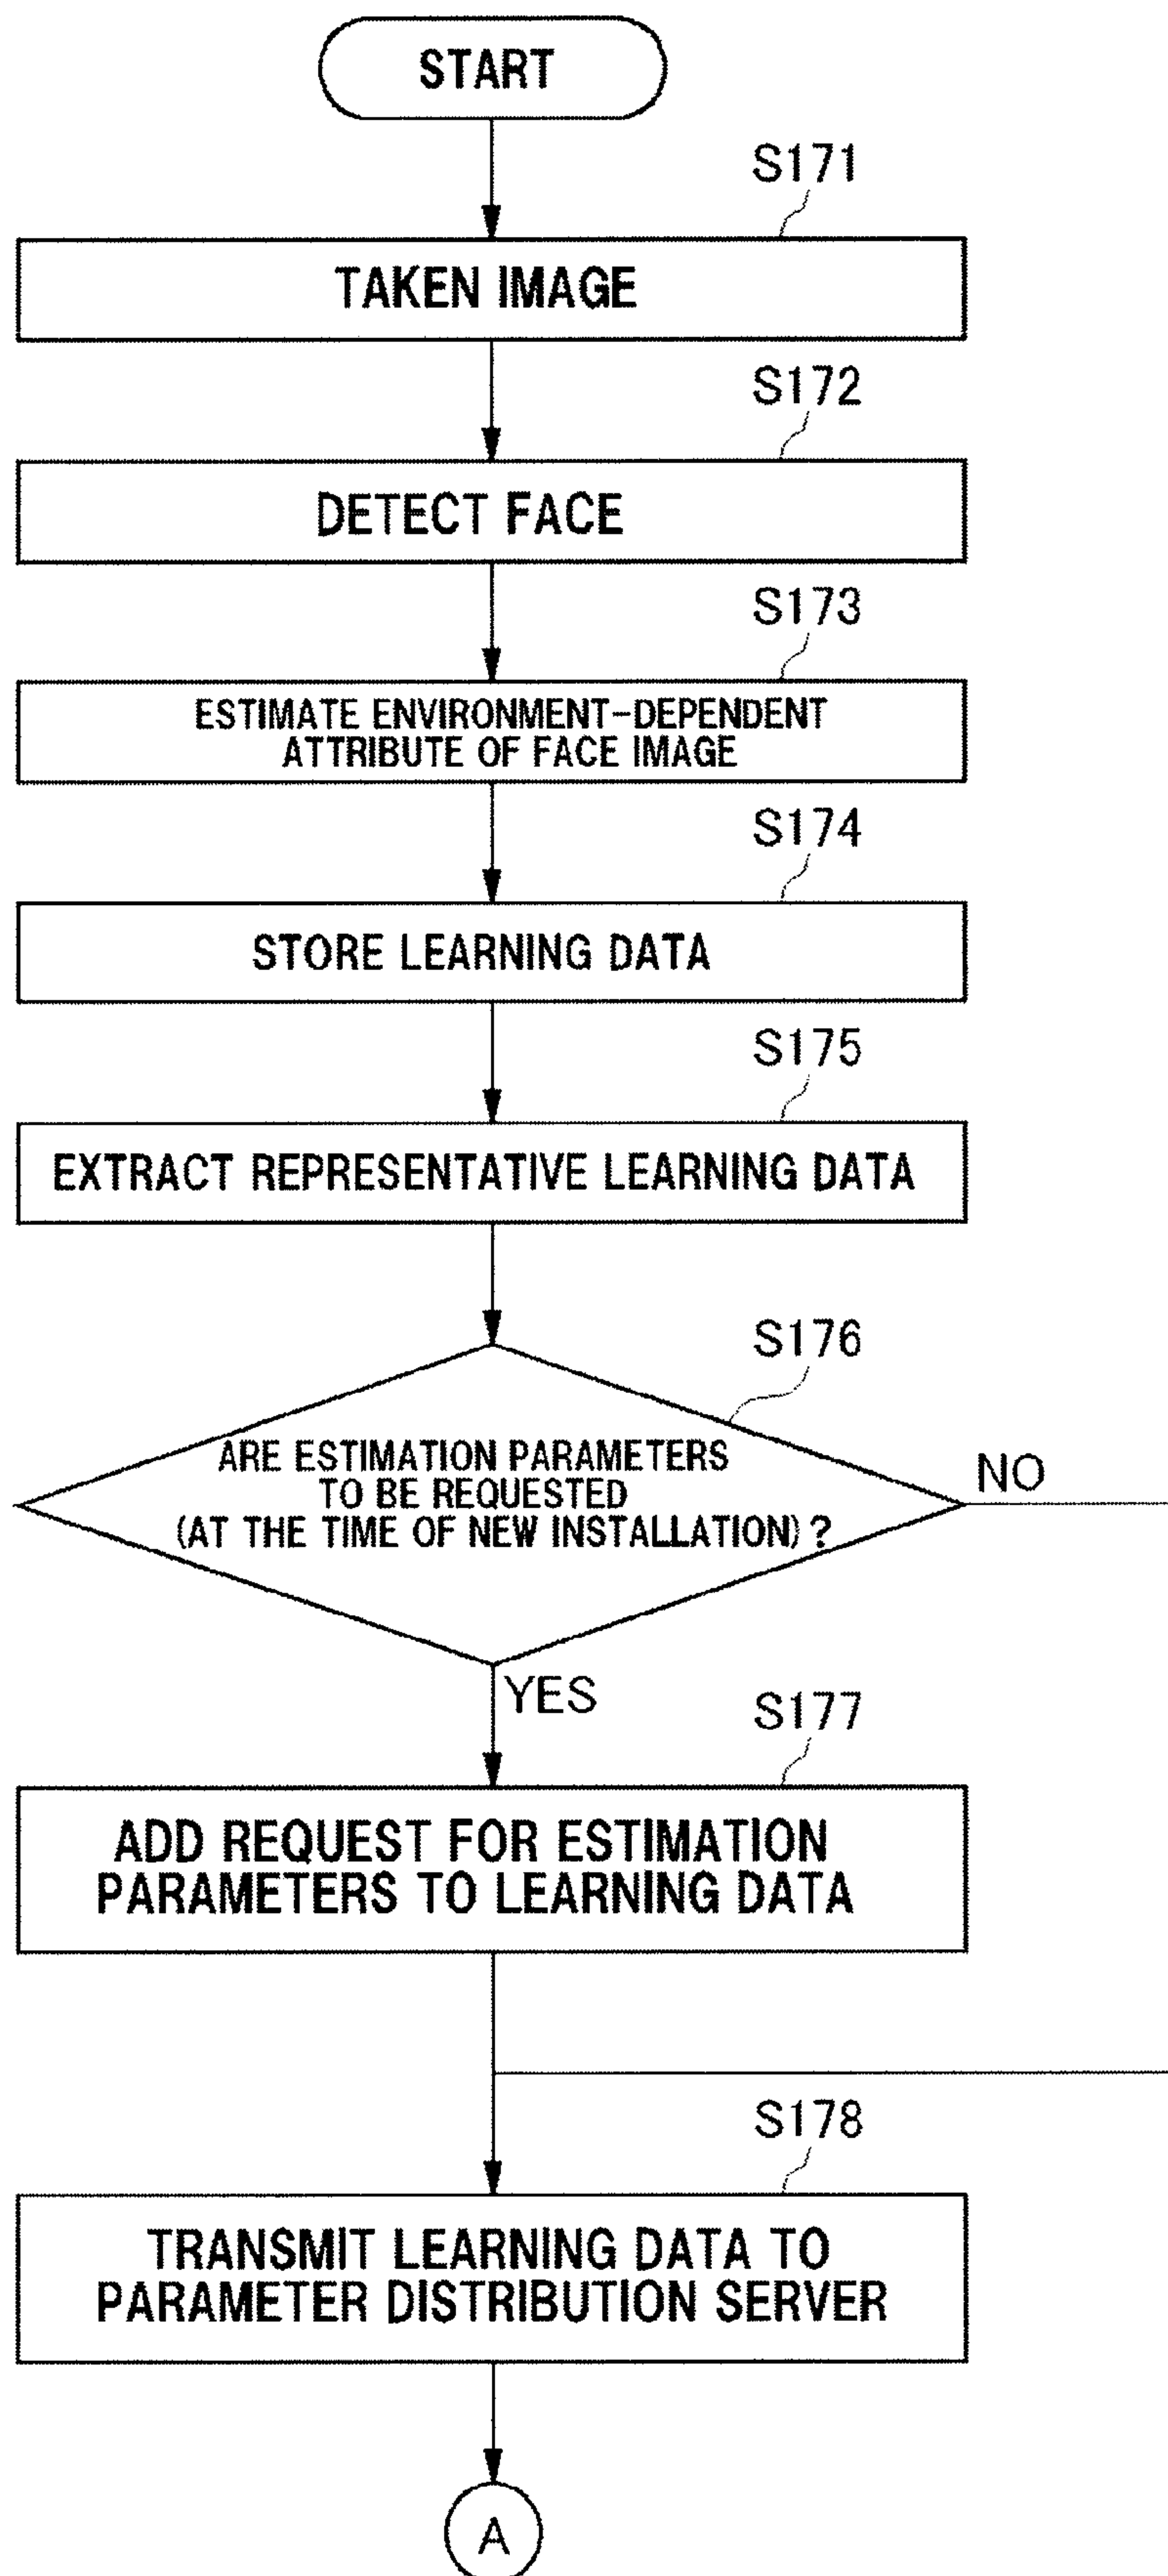 START
S171
TAKEN IMAGE
S172
DETECT FACE
S173
ESTIMATE ENVIRONMENT-DEPENDENT
ATTRIBUTE OF FACE IMAGE
S174
STORE LEARNING DATA
S175
EXTRACT REPRESENTATIVE LEARNING DATA
S176
ARE ESTIMATION PARAMETERS
TO BE REQUESTED
(AT THE TIME OF NEW INSTALLATION)?
NO
YES
S177
ADD REQUEST FOR ESTIMATION
PARAMETERS TO LEARNING DATA
S178
TRANSMIT LEARNING DATA TO
PARAMETER DISTRIBUTION SERVER
A